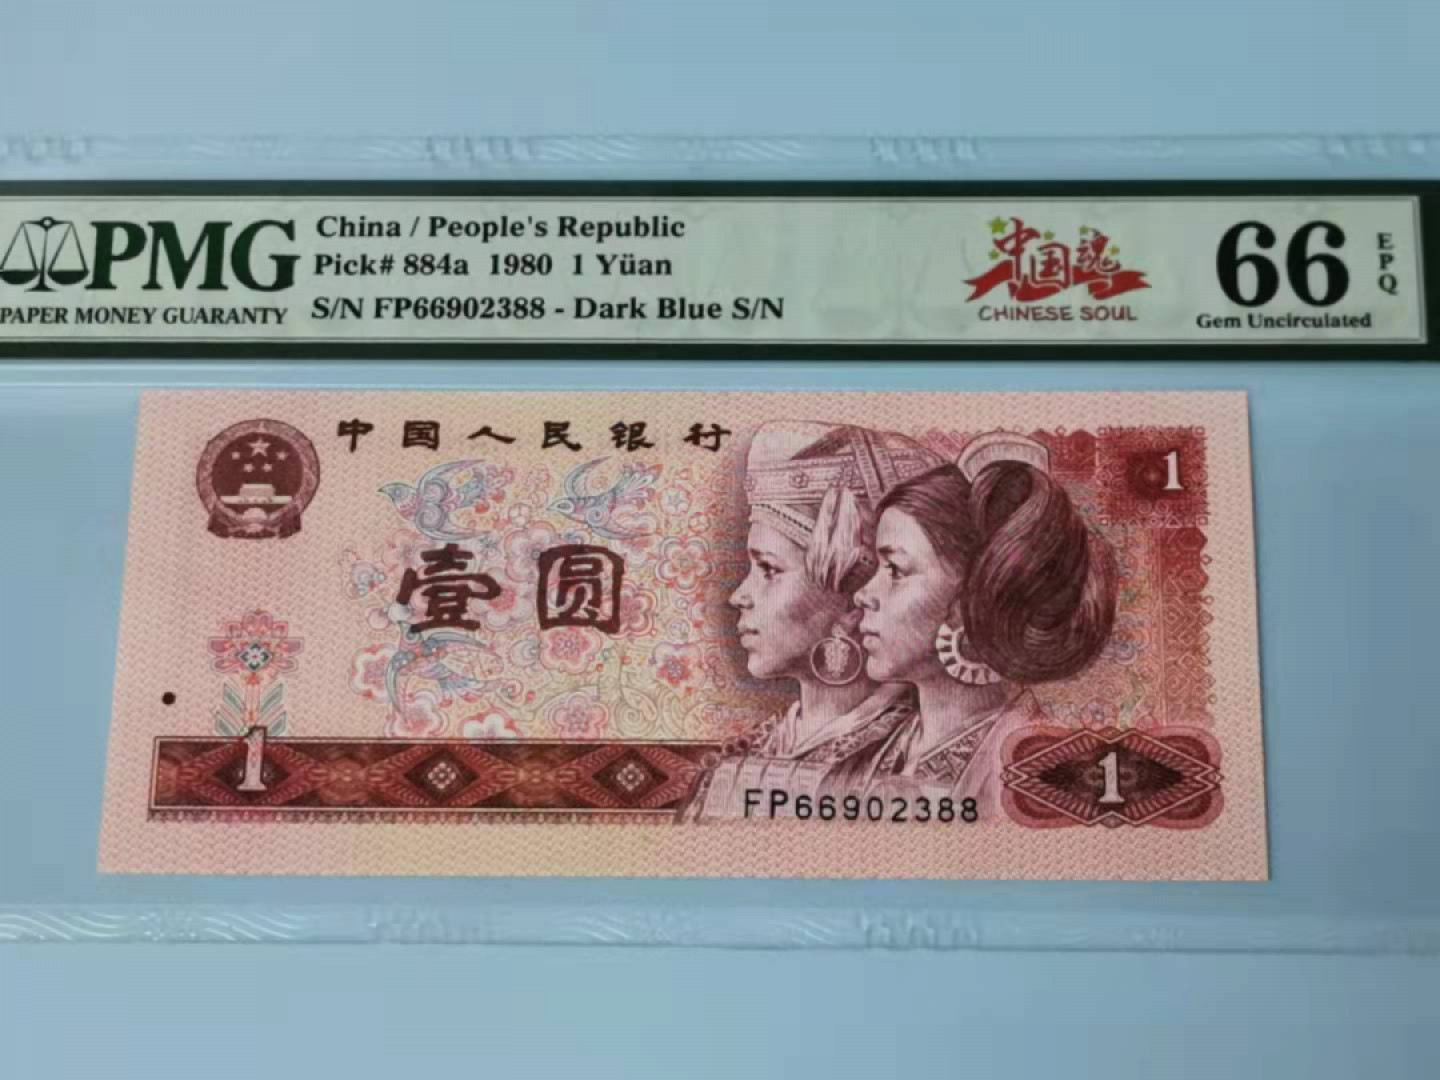 PMG
PAPER MONEY GUARANTY
China / People's Republic
Pick# 884a 1980 1 Yüan
S/N FP66902388 - Dark Blue S/N
中国魂
CHINESE SOUL
66
EPQ
Gem Uncirculated
中国人民银行
1
壹圆
1
FP66902388
1